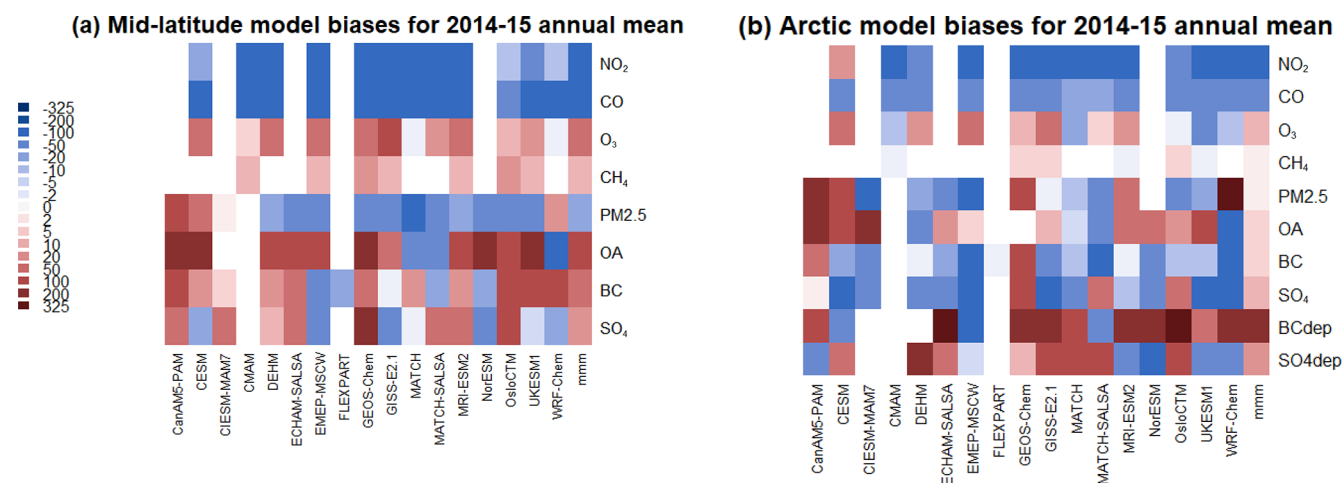 (a) Mid-latitude model biases for 2014-15 annual mean
NO₂
CO
O₃
CH₄
PM2.5
OA
BC
SO₄
-325
-200
-100
-50
-20
-10
-5
-2
0
2
5
10
20
50
100
200
325
CanAM5-PAM
CESM
CIESM-MAM7
CMAM
DEHM
ECHAM-SALSA
EMEP-MSCW
FLEXPART
GEOS-Chem
GISS-E2.1
MATCH
MATCH-SALSA
MRI-ESM2
NorESM
OsloCTM
UKESM1
WRF-Chem
mmm
(b) Arctic model biases for 2014-15 annual mean
NO₂
CO
O₃
CH₄
PM2.5
OA
BC
SO₄
BCdep
SO4dep
CanAM5-PAM
CESM
CIESM-MAM7
CMAM
DEHM
ECHAM-SALSA
EMEP-MSCW
FLEXPART
GEOS-Chem
GISS-E2.1
MATCH
MATCH-SALSA
MRI-ESM2
NorESM
OsloCTM
UKESM1
WRF-Chem
mmm